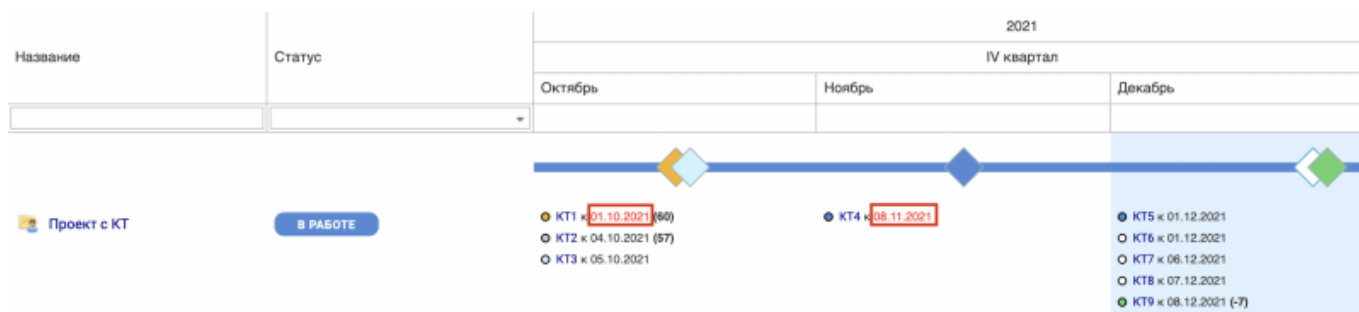 2021
Название Статус IV квартал
Октябрь Ноябрь Декабрь
Проект с КТ В РАБОТЕ
КТ1 к 01.10.2021 (60)
КТ2 к 04.10.2021 (57)
КТ3 к 05.10.2021
КТ4 к 08.11.2021
КТ5 к 01.12.2021
КТ6 к 01.12.2021
КТ7 к 06.12.2021
КТ8 к 07.12.2021
КТ9 к 08.12.2021 (-7)